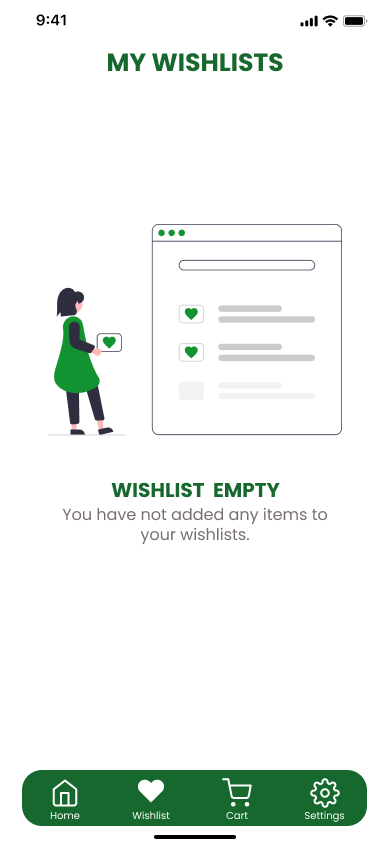 9:41
MY WISHLISTS
WISHLIST EMPTY
You have not added any items to
your wishlists.
Home Wishlist Cart Settings